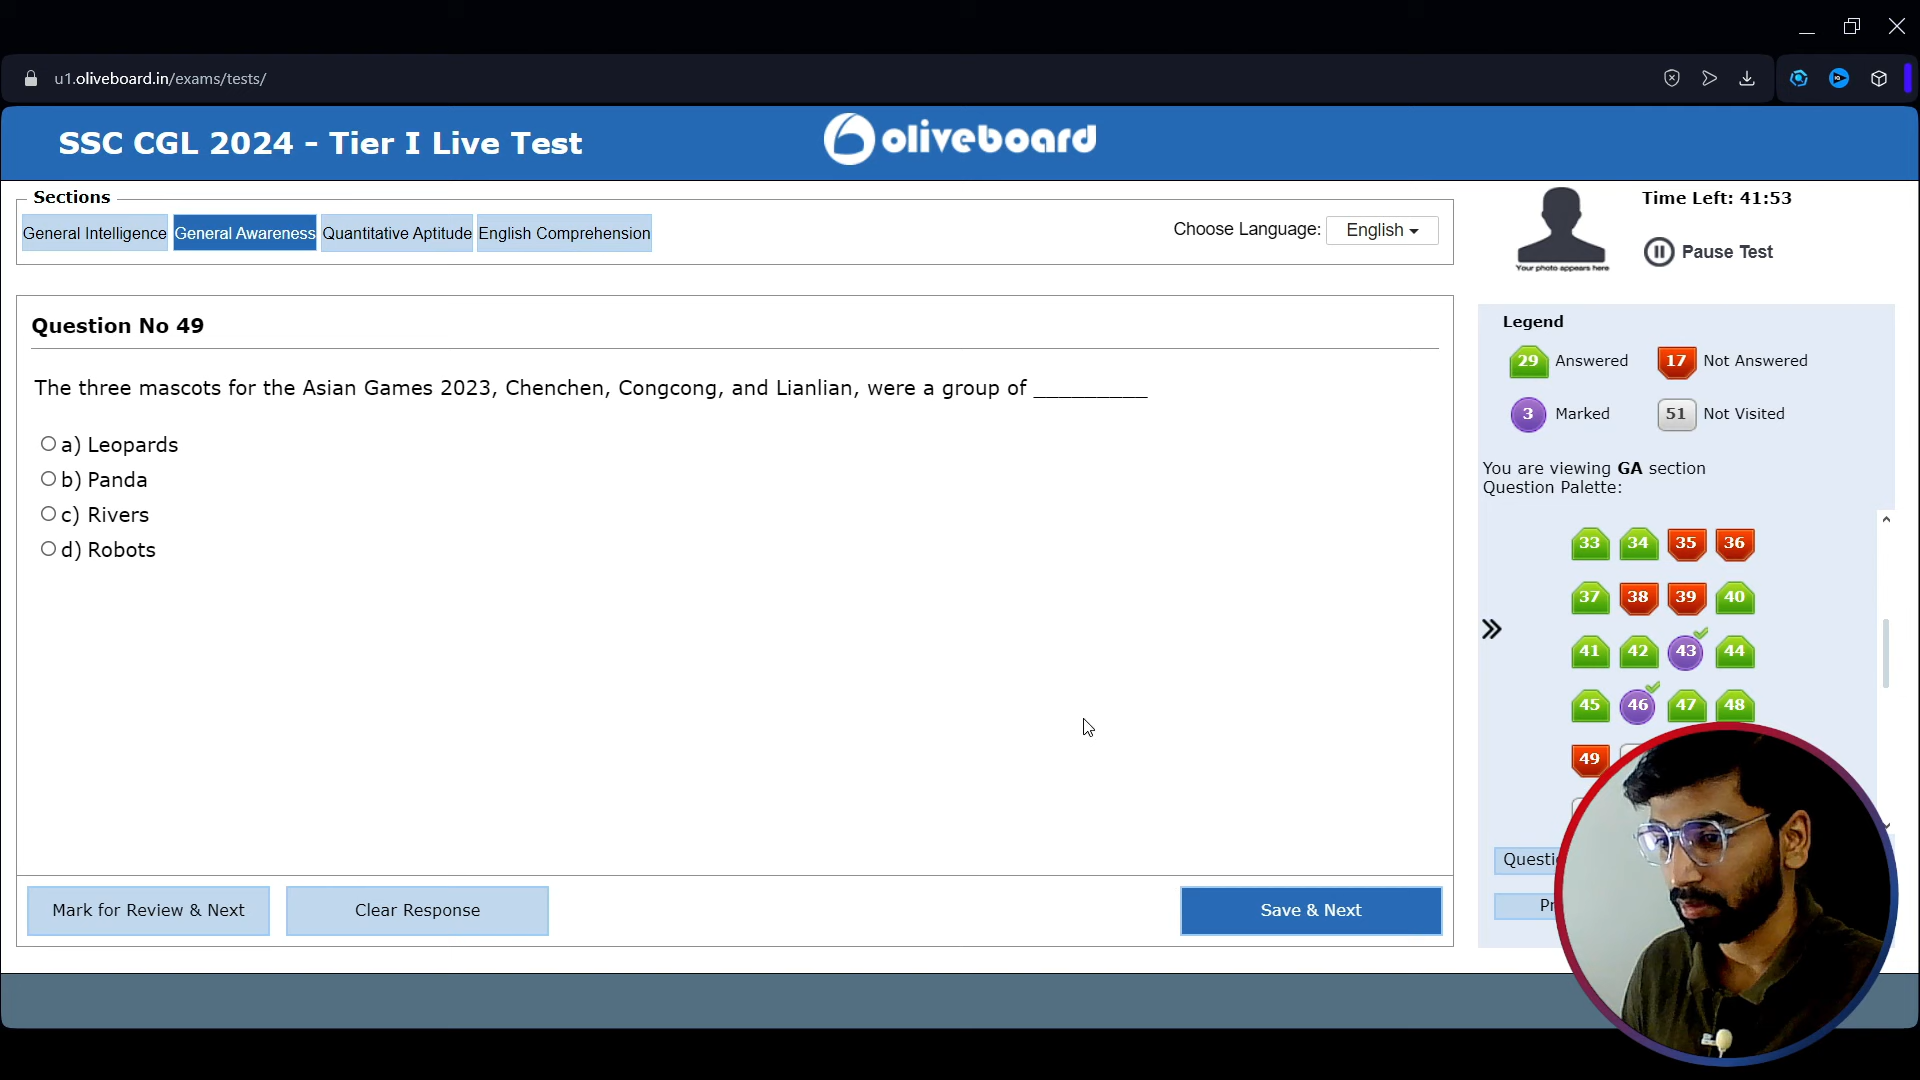 u1.oliveboard.in/exams/tests/
SSC CGL 2024 - Tier I Live Test
oliveboard
Sections
General Intelligence
General Awareness
Quantitative Aptitude
English Comprehension
Choose Language:
English
Your photo appears here
Time Left: 41:53
Pause Test
Question No 49
The three mascots for the Asian Games 2023, Chenchen, Congcong, and Lianlian, were a group of _________
a) Leopards
b) Panda
c) Rivers
d) Robots
Mark for Review & Next
Clear Response
Save & Next
Legend
29 Answered
17 Not Answered
3 Marked
51 Not Visited
You are viewing GA section
Question Palette:
33 34 35 36
37 38 39 40
41 42 43 44
45 46 47 48
49